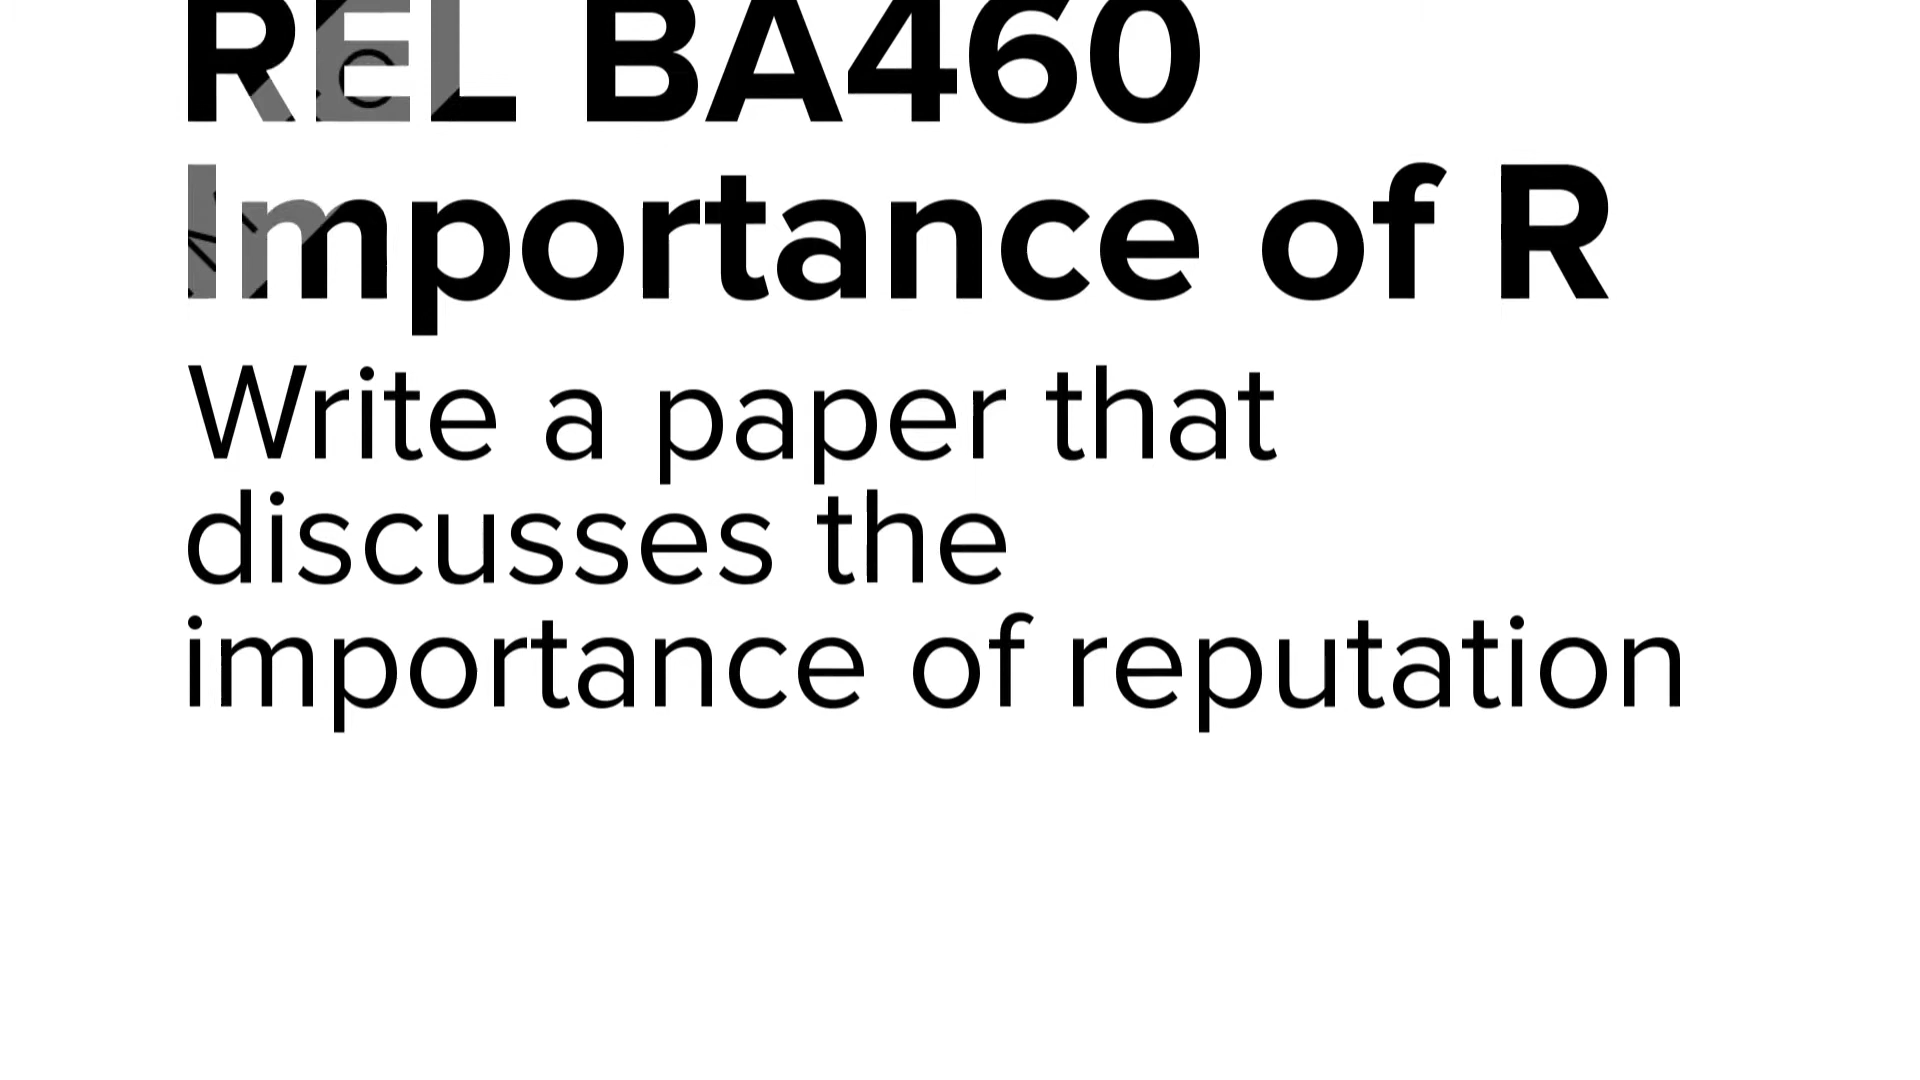 REL BA460
Importance of R
Write a paper that
discusses the
importance of reputation